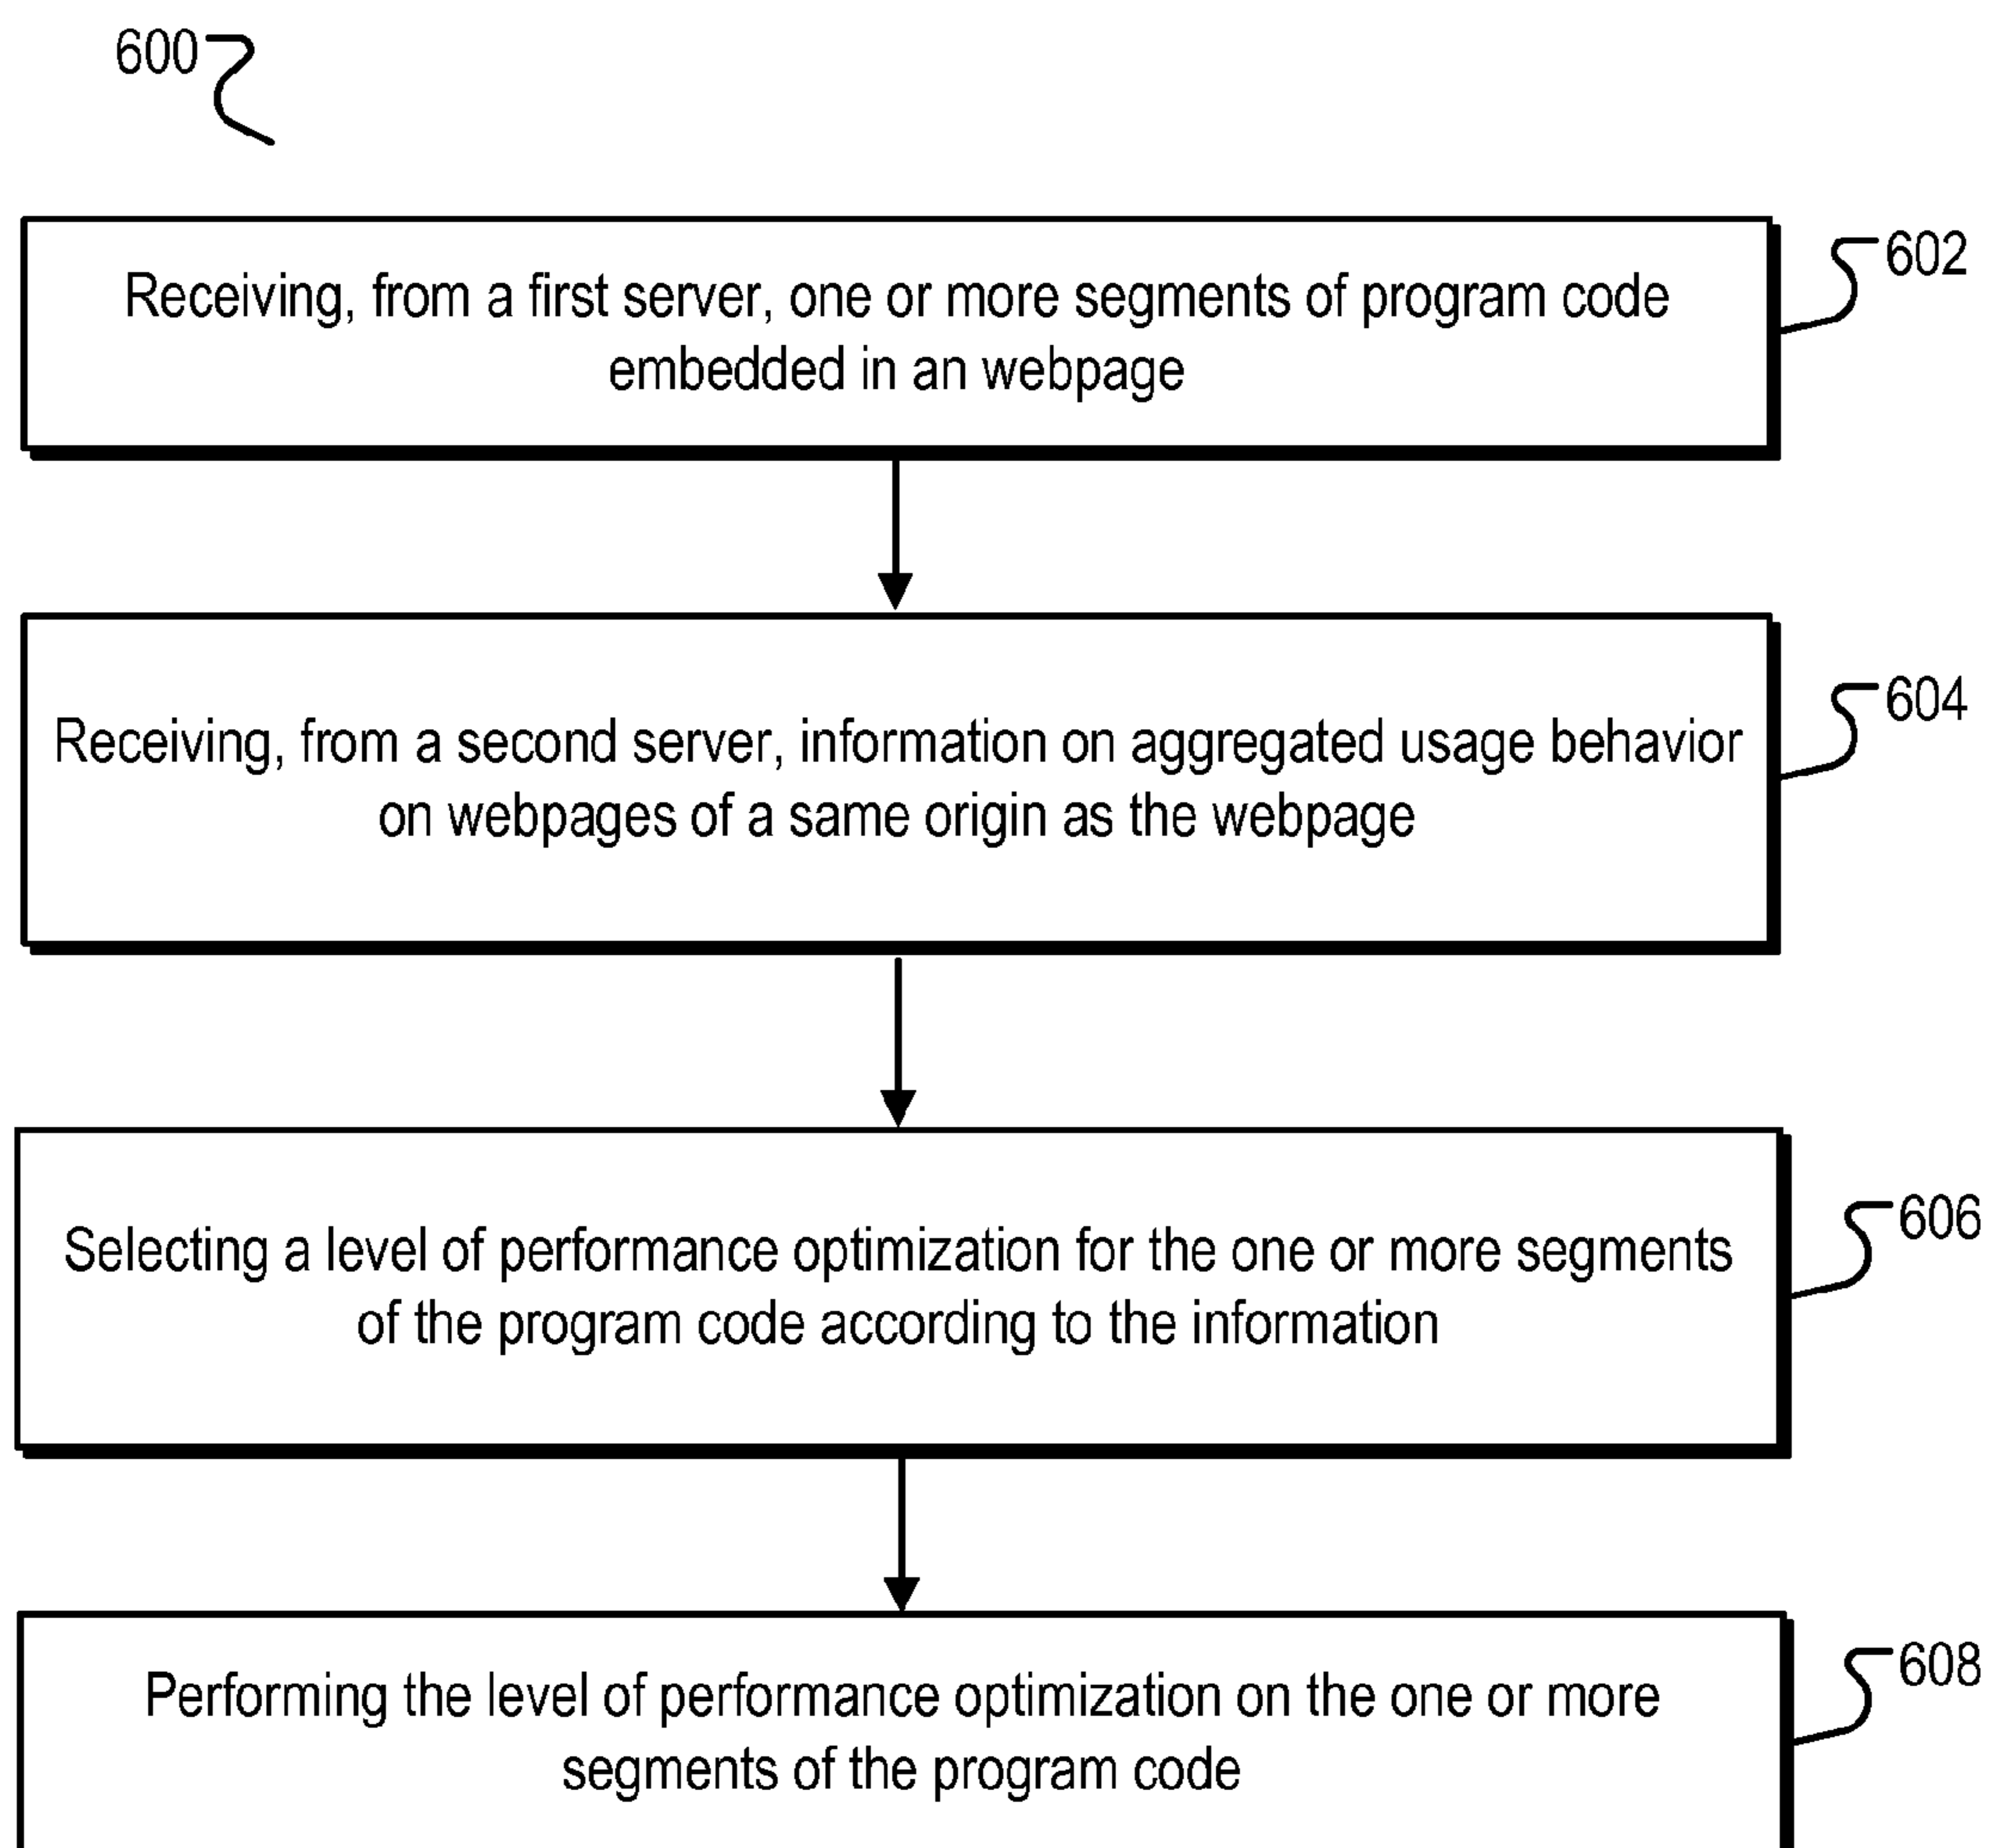 600
Receiving, from a first server, one or more segments of program code
embedded in an webpage
602
Receiving, from a second server, information on aggregated usage behavior
on webpages of a same origin as the webpage
604
Selecting a level of performance optimization for the one or more segments
of the program code according to the information
606
Performing the level of performance optimization on the one or more
segments of the program code
608